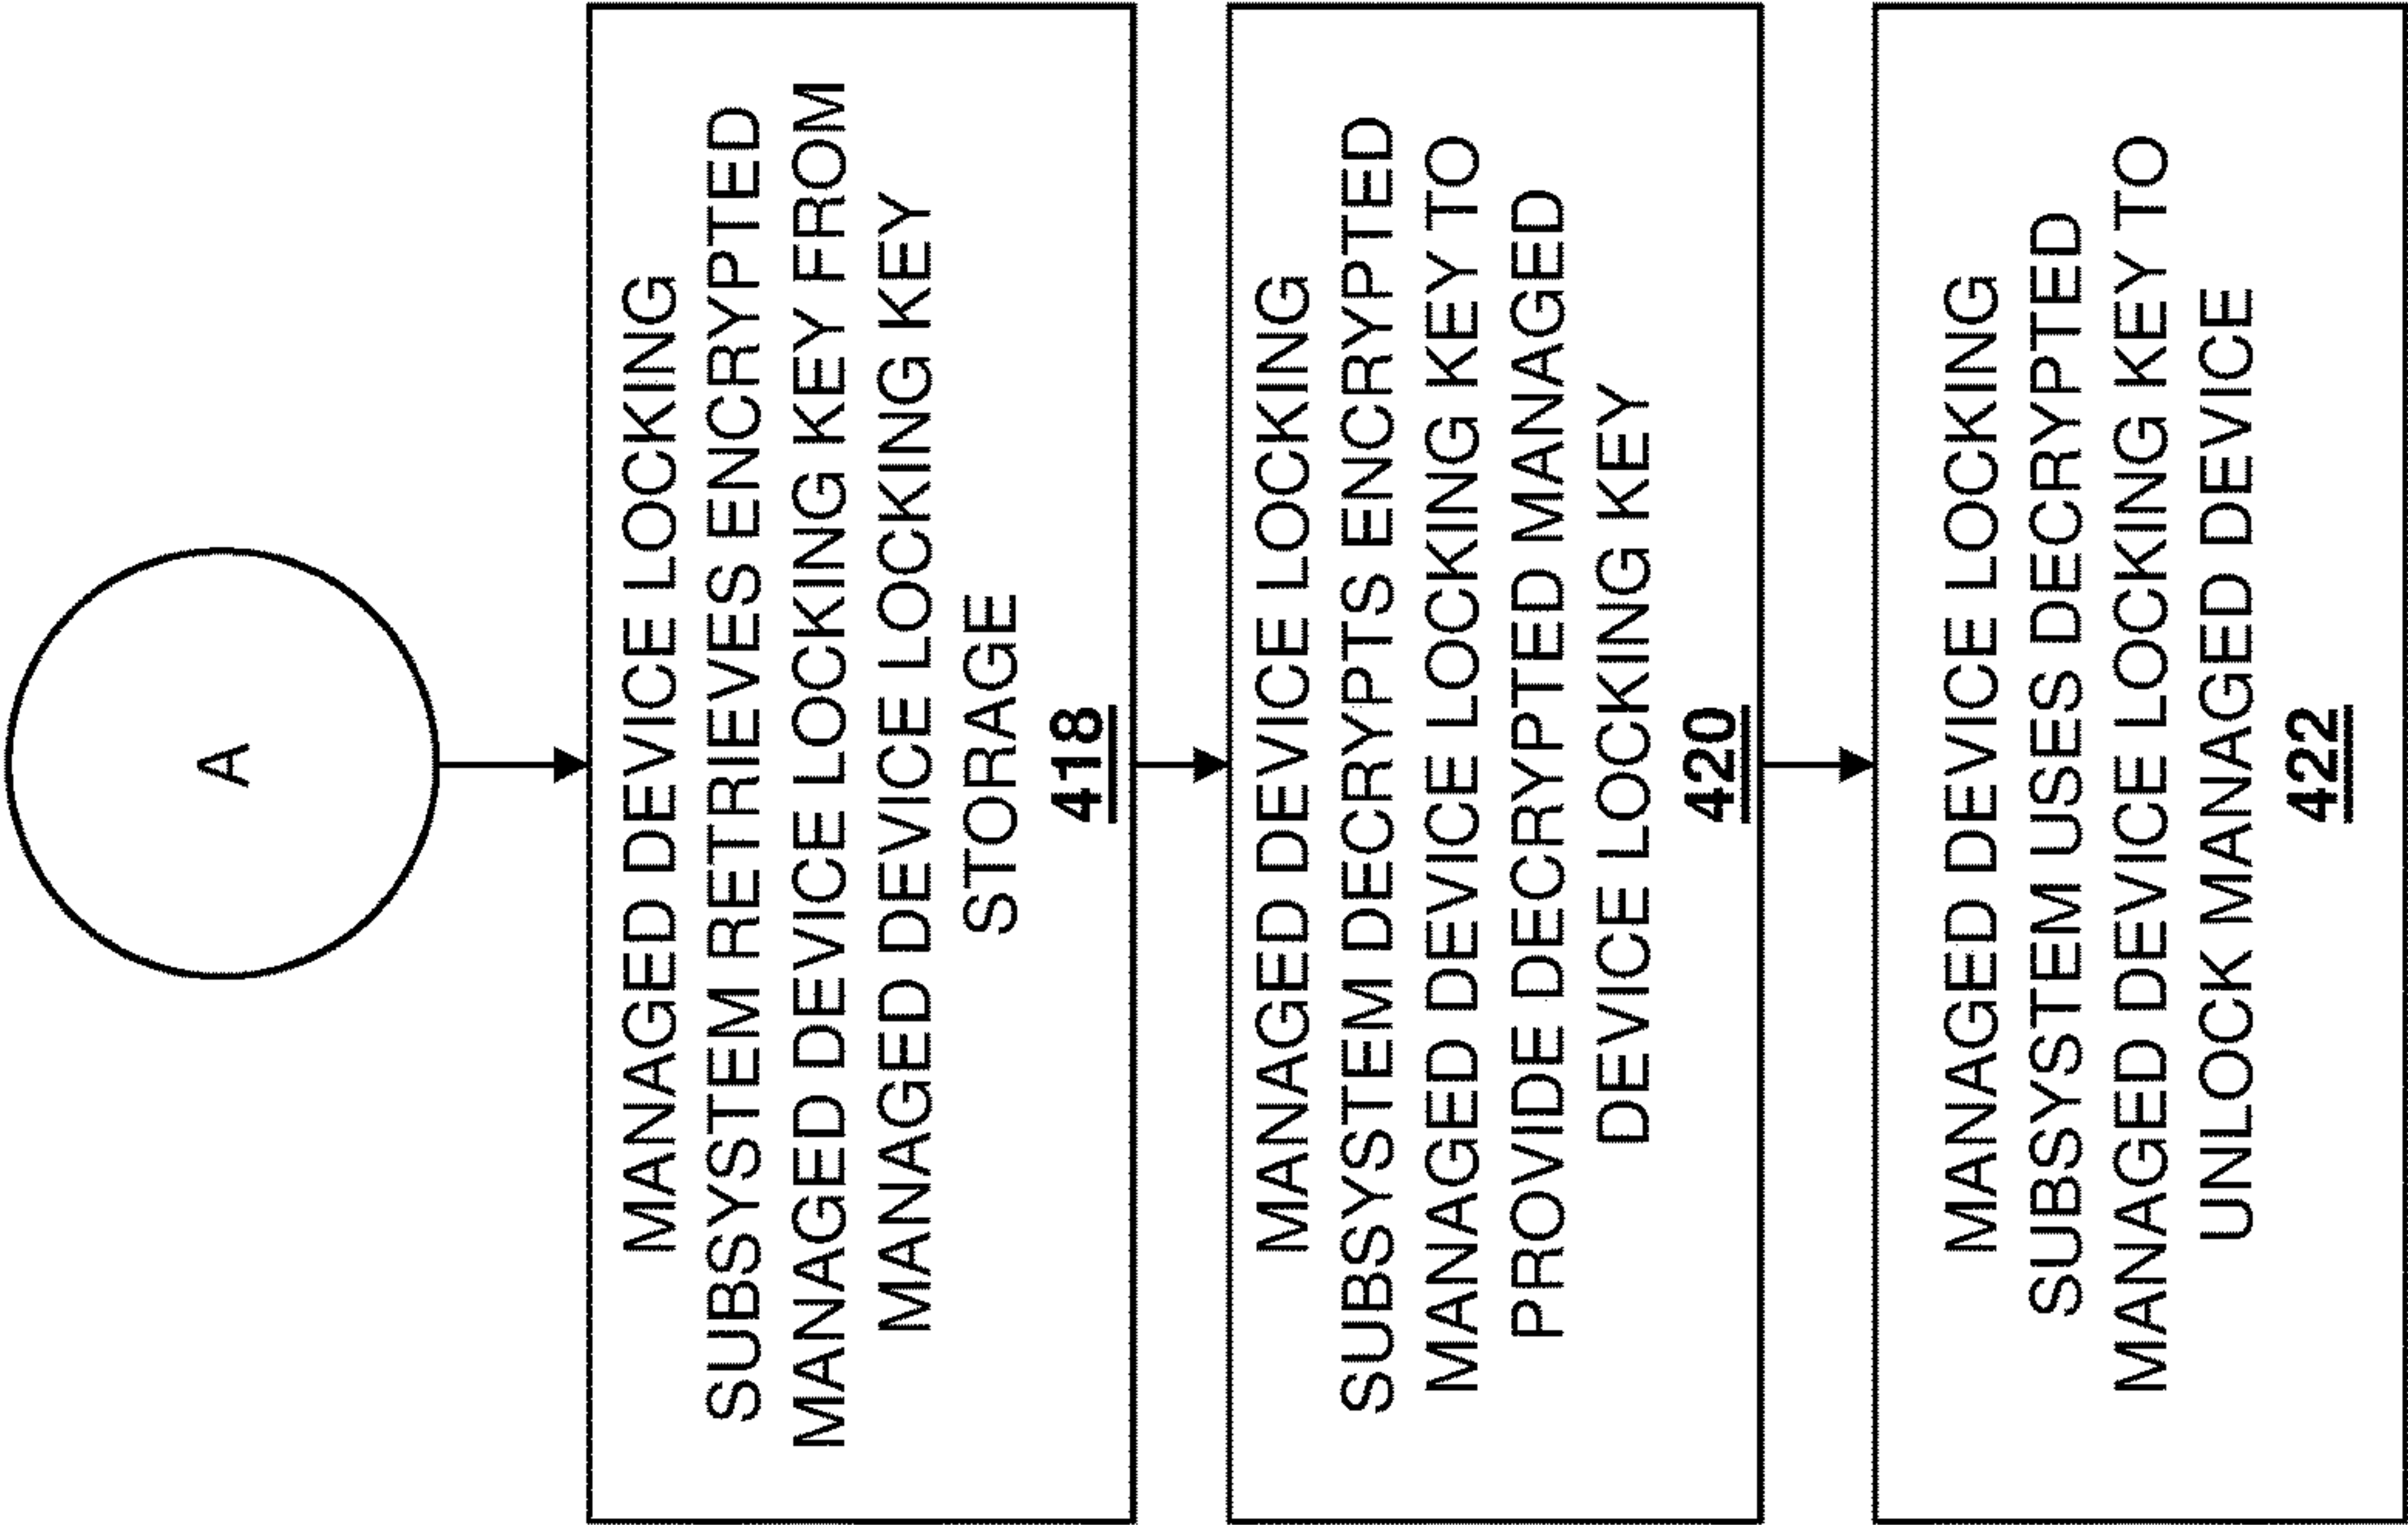 A
MANAGED DEVICE LOCKING
SUBSYSTEM RETRIEVES ENCRYPTED
MANAGED DEVICE LOCKING KEY FROM
MANAGED DEVICE LOCKING KEY
STORAGE
418
MANAGED DEVICE LOCKING
SUBSYSTEM DECRYPTS ENCRYPTED
MANAGED DEVICE LOCKING KEY TO
PROVIDE DECRYPTED MANAGED
DEVICE LOCKING KEY
420
MANAGED DEVICE LOCKING
SUBSYSTEM USES DECRYPTED
MANAGED DEVICE LOCKING KEY TO
UNLOCK MANAGED DEVICE
422